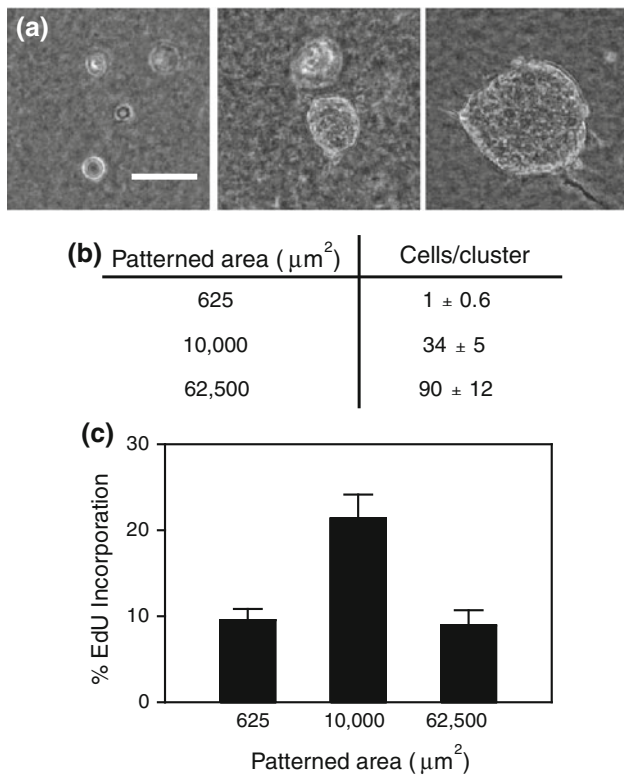 (a)
(b) Patterned area (μm²) Cells/cluster
625 1 ± 0.6
10,000 34 ± 5
62,500 90 ± 12
(c)
30
20
10
0
% EdU Incorporation
625 10,000 62,500
Patterned area (μm²)